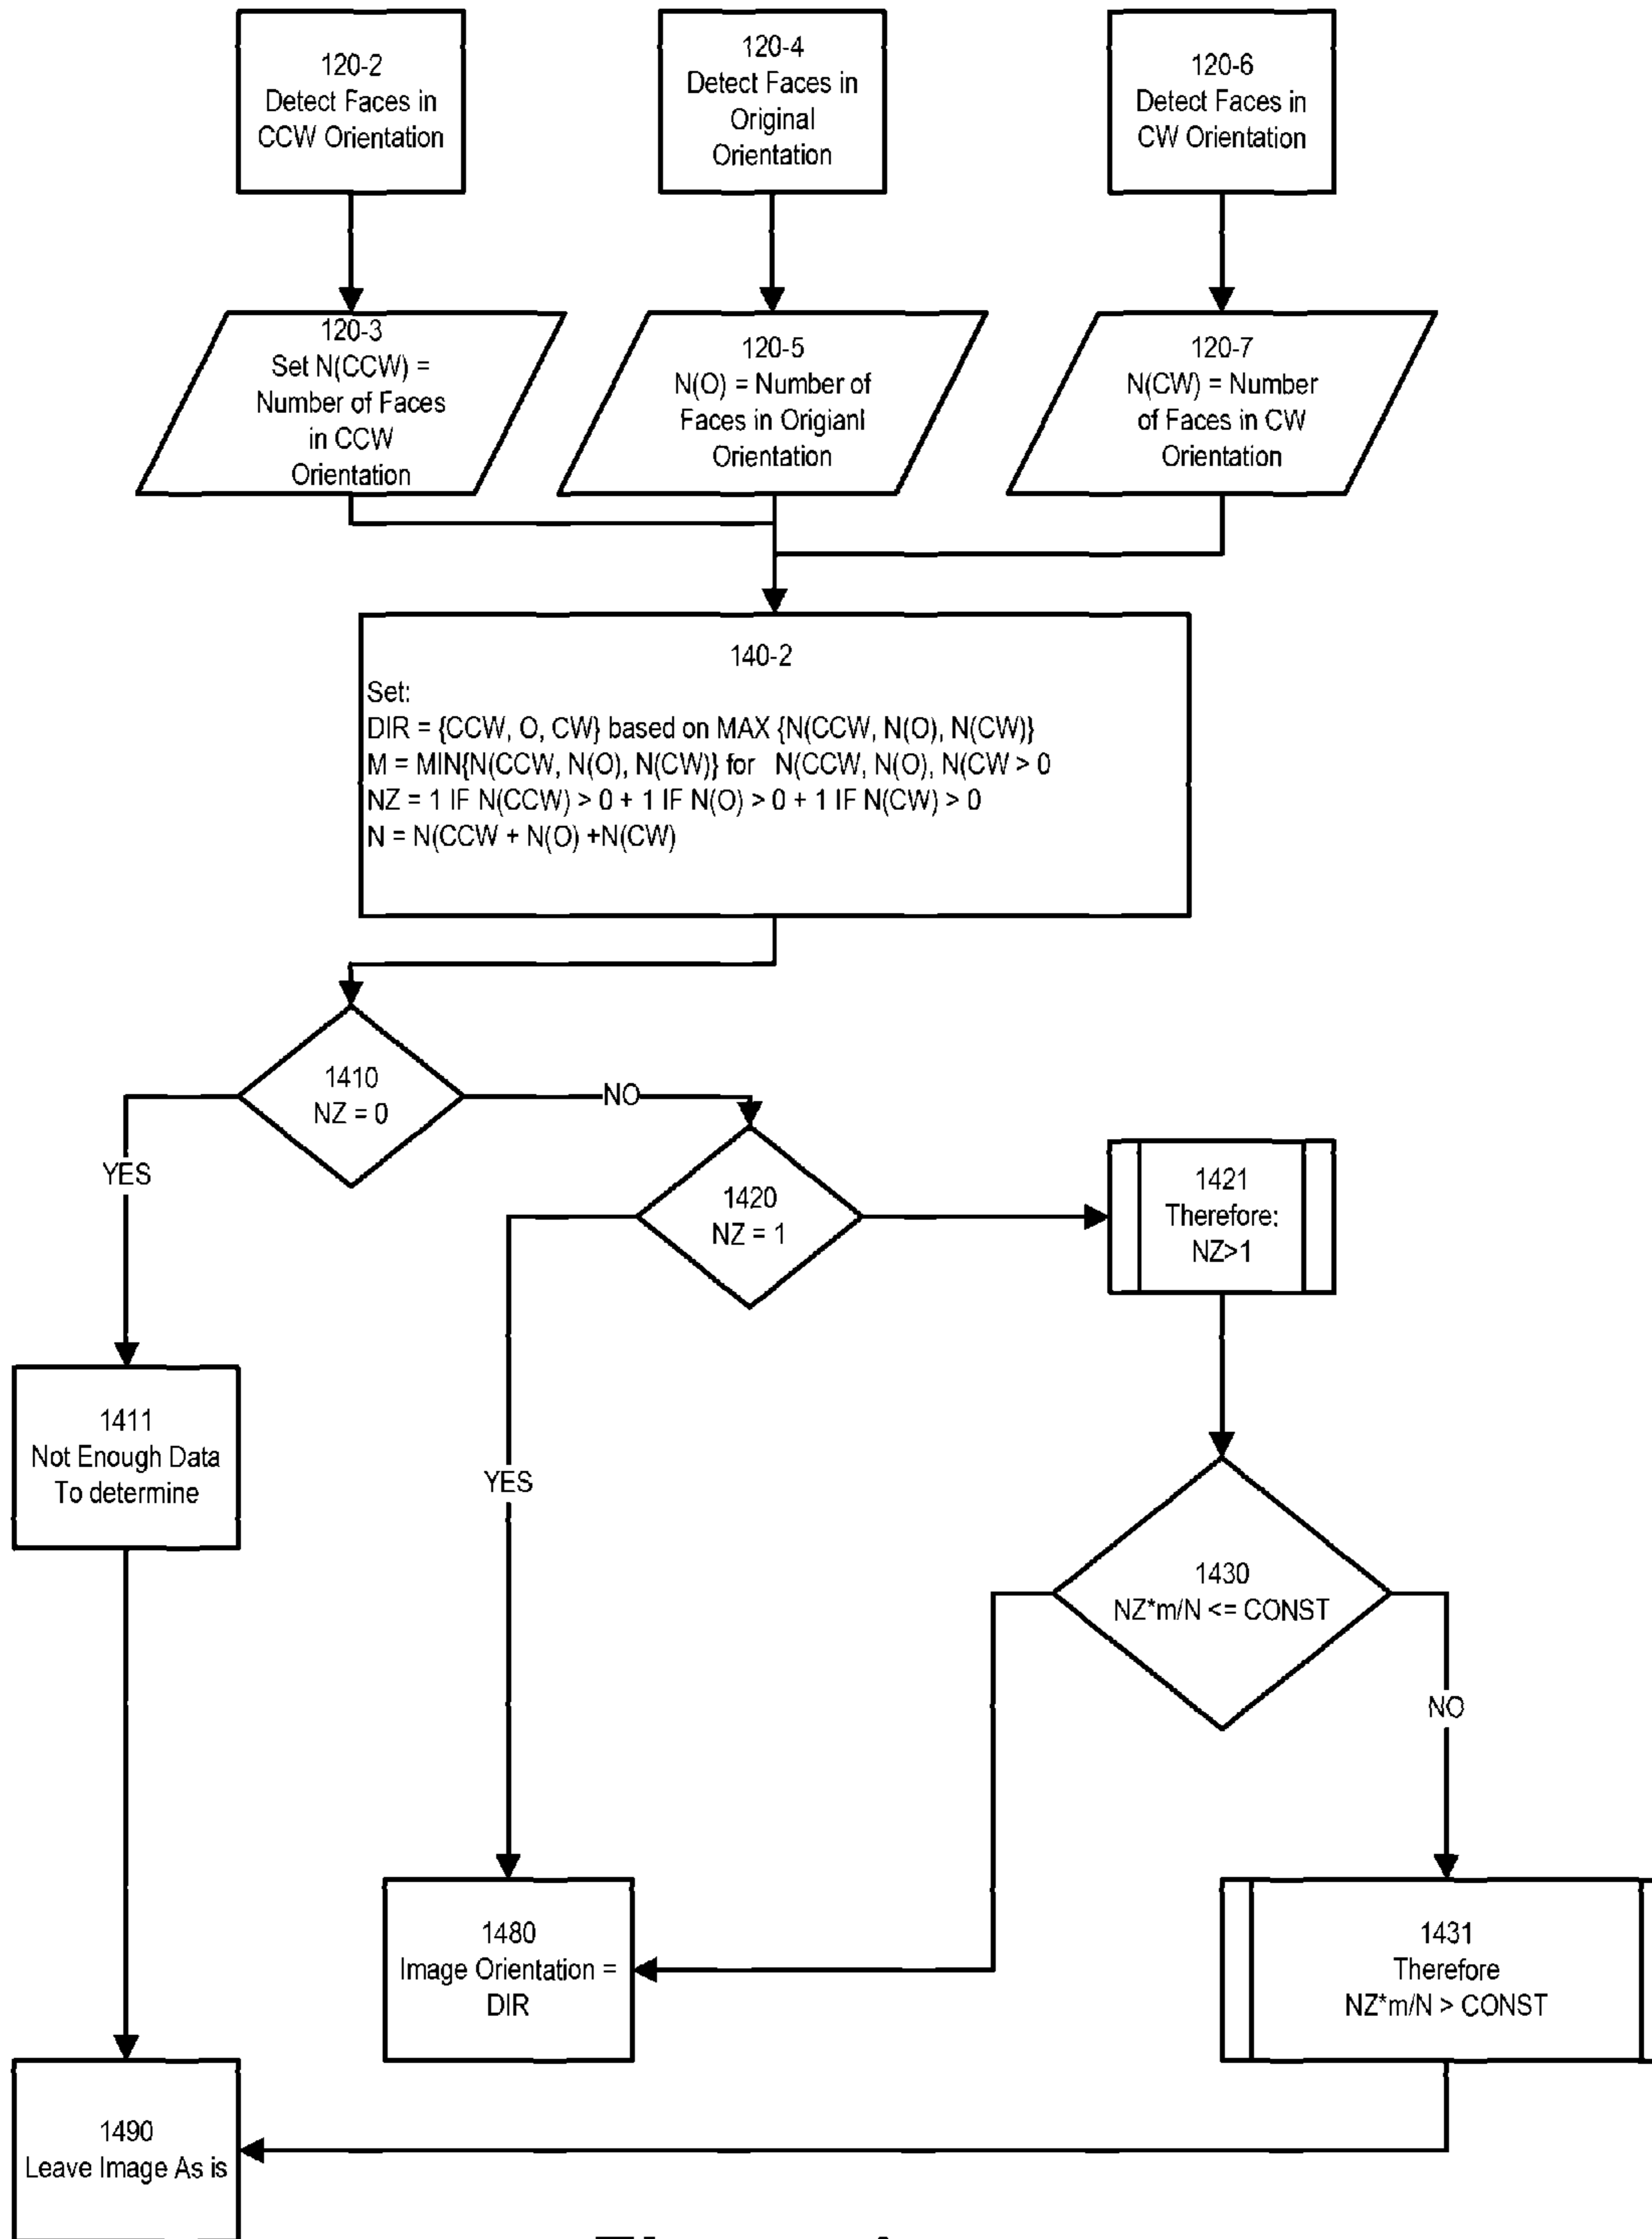 120-2
Detect Faces in
CCW Orientation
120-4
Detect Faces in
Original
Orientation
120-6
Detect Faces in
CW Orientation
120-3
Set N(CCW) =
Number of Faces
in CCW
Orientation
120-5
N(O) = Number of
Faces in Origianl
Orientation
120-7
N(CW) = Number
of Faces in CW
Orientation
140-2
Set:
DIR = {CCW, O, CW} based on MAX {N(CCW, N(O), N(CW)}
M = MIN{N(CCW, N(O), N(CW)} for N(CCW, N(O), N(CW > 0
NZ = 1 IF N(CCW) > 0 + 1 IF N(O) > 0 + 1 IF N(CW) > 0
N = N(CCW + N(O) +N(CW)
1410
NZ = 0
NO
YES
1420
NZ = 1
1421
Therefore:
NZ>1
1411
Not Enough Data
To determine
YES
1430
NZ*m/N <= CONST
NO
1480
Image Orientation =
DIR
1431
Therefore
NZ*m/N > CONST
1490
Leave Image As is